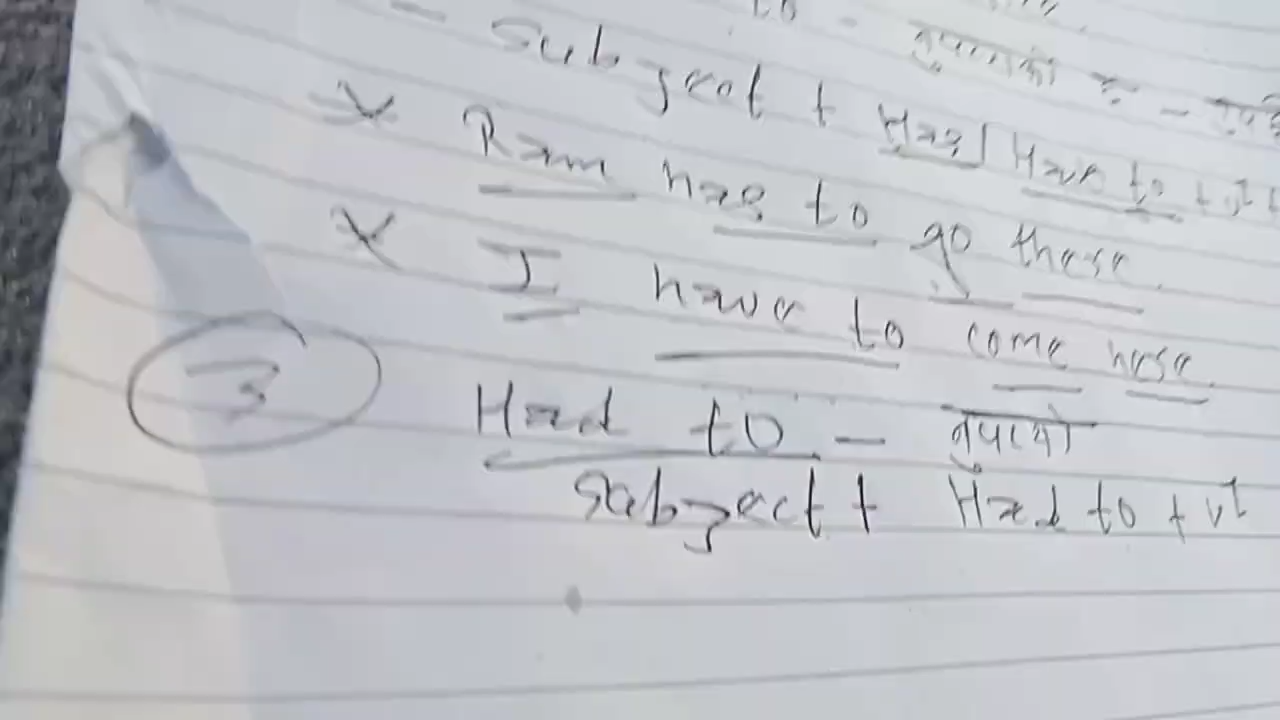 Subject + Has/ Have to + v1 +
Ram has to go there.
I have to come here.
3
Had to – नुपरयो
Subject + Had to + v1